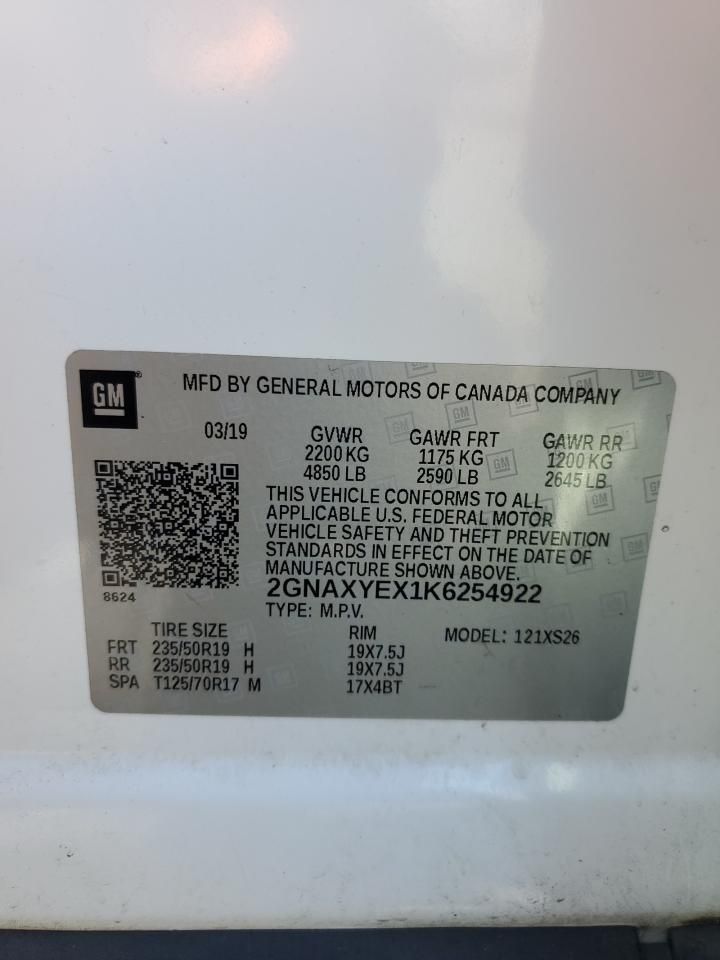 GM
MFD BY GENERAL MOTORS OF CANADA COMPANY
03/19 GVWR GAWR FRT GAWR RR
2200 KG 1175 KG 1200 KG
4850 LB 2590 LB 2645 LB
THIS VEHICLE CONFORMS TO ALL
APPLICABLE U.S. FEDERAL MOTOR
VEHICLE SAFETY AND THEFT PREVENTION
STANDARDS IN EFFECT ON THE DATE OF
MANUFACTURE SHOWN ABOVE.
8624
2GNAXYEX1K6254922
TYPE: M.P.V.
TIRE SIZE RIM MODEL: 121XS26
FRT 235/50R19 H 19X7.5J
RR 235/50R19 H 19X7.5J
SPA T125/70R17 M 17X4BT